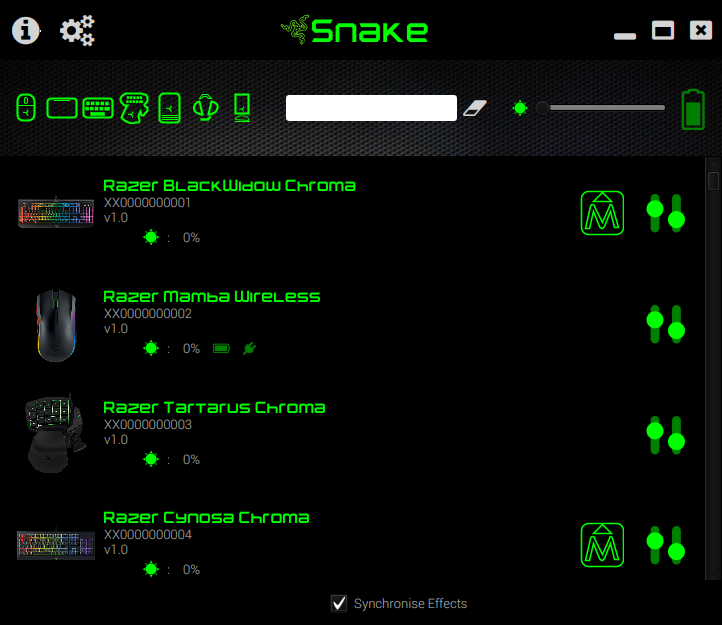 Snake
Razer BlackWidow Chroma
XX0000000001
v1.0
: 0%
Razer Mamba Wireless
XX0000000002
v1.0
: 0%
Razer Tartarus Chroma
XX0000000003
v1.0
: 0%
Razer Cynosa Chroma
XX0000000004
v1.0
: 0%
Synchronise Effects